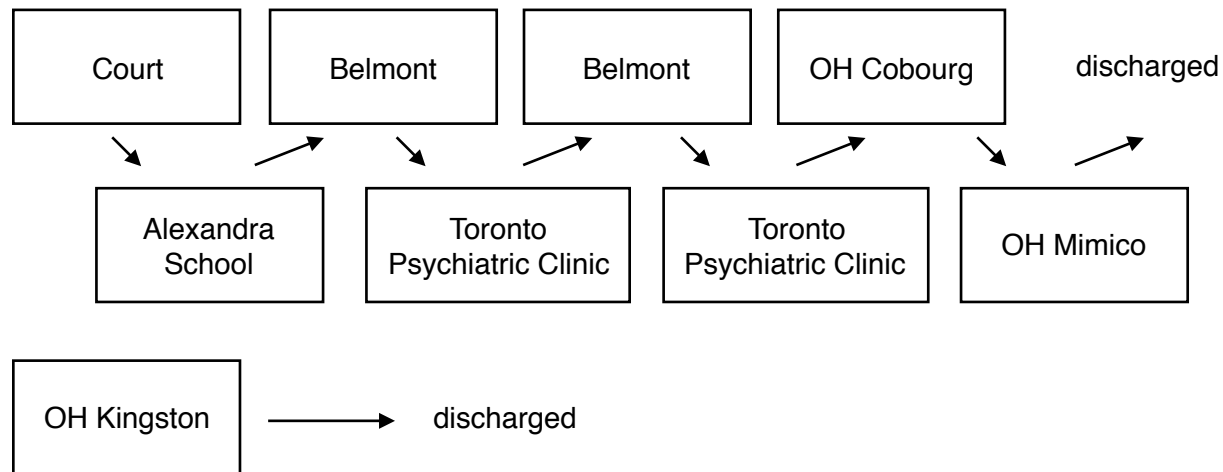 Court
Belmont
Belmont
OH Cobourg
discharged
Alexandra
School
Toronto
Psychiatric Clinic
Toronto
Psychiatric Clinic
OH Mimico
OH Kingston
discharged